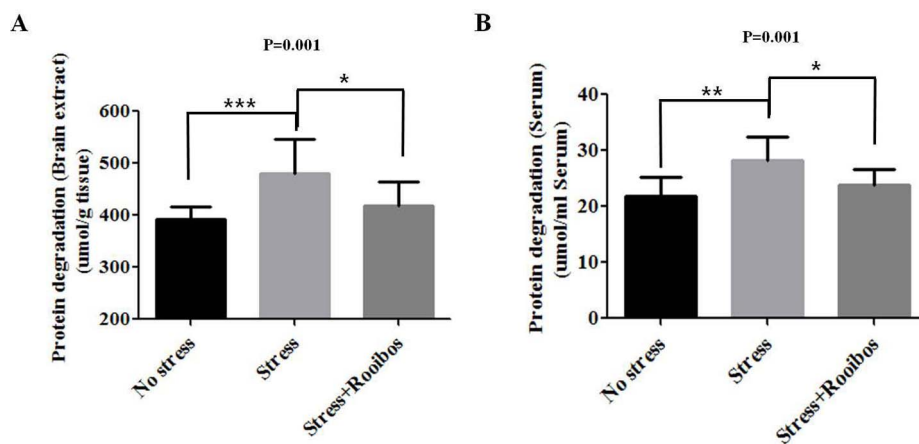 A
P=0.001
***
*
Protein degradation (Brain extract)
(umol/g tissue)
600
500
400
300
200
No stress
Stress
Stress+Rooibos
B
P=0.001
**
*
Protein degradation (Serum)
(umol/ml Serum)
40
30
20
10
0
No stress
Stress
Stress+Rooibos